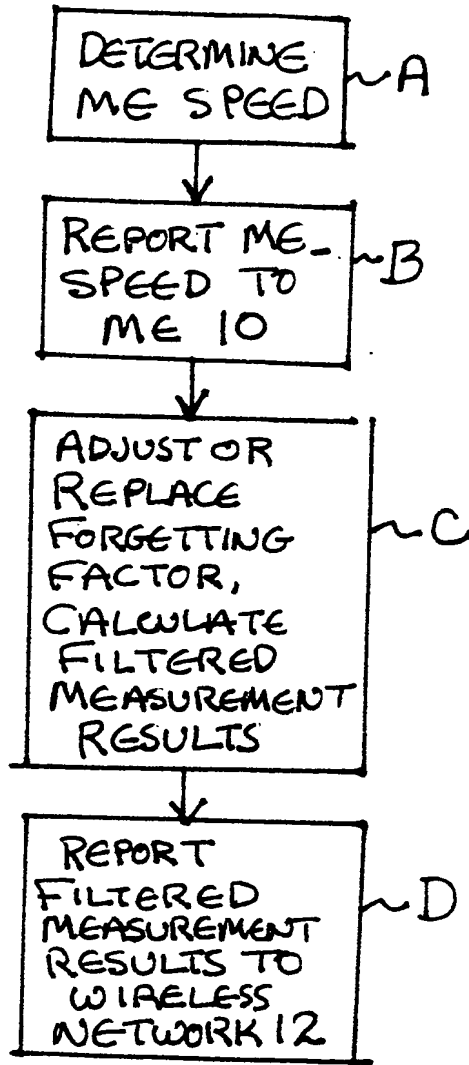 DETERMINE
ME SPEED
A
REPORT ME
SPEED TO
ME 10
B
ADJUST OR
REPLACE
FORGETTING
FACTOR,
CALCULATE
FILTERED
MEASUREMENT
RESULTS
C
REPORT
FILTERED
MEASUREMENT
RESULTS TO
WIRELESS
NETWORK 12
D